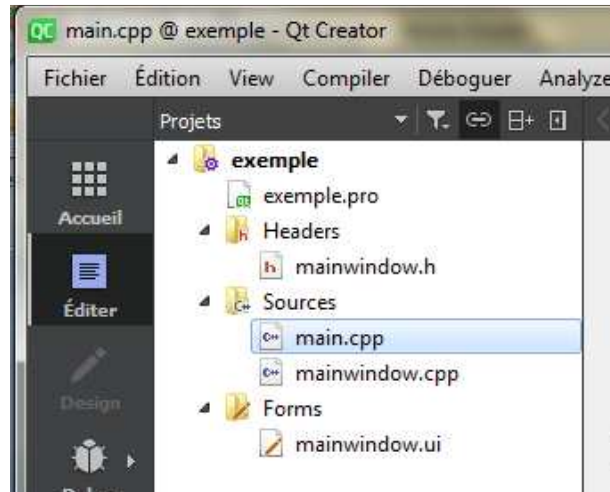 QC main.cpp @ exemple - Qt Creator
Fichier Édition View Compiler Déboguer Analyze
Projets
exemple
exemple.pro
Accueil
Headers
mainwindow.h
Éditer
Sources
main.cpp
mainwindow.cpp
Design
Forms
mainwindow.ui